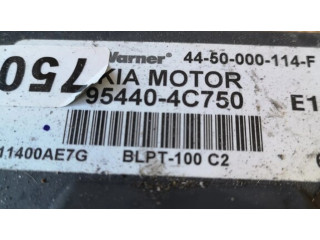 Warner 44-50-000-114-F
750
KIA MOTOR
95440-4C750 E1
11400AE7G BLPT-100 C2